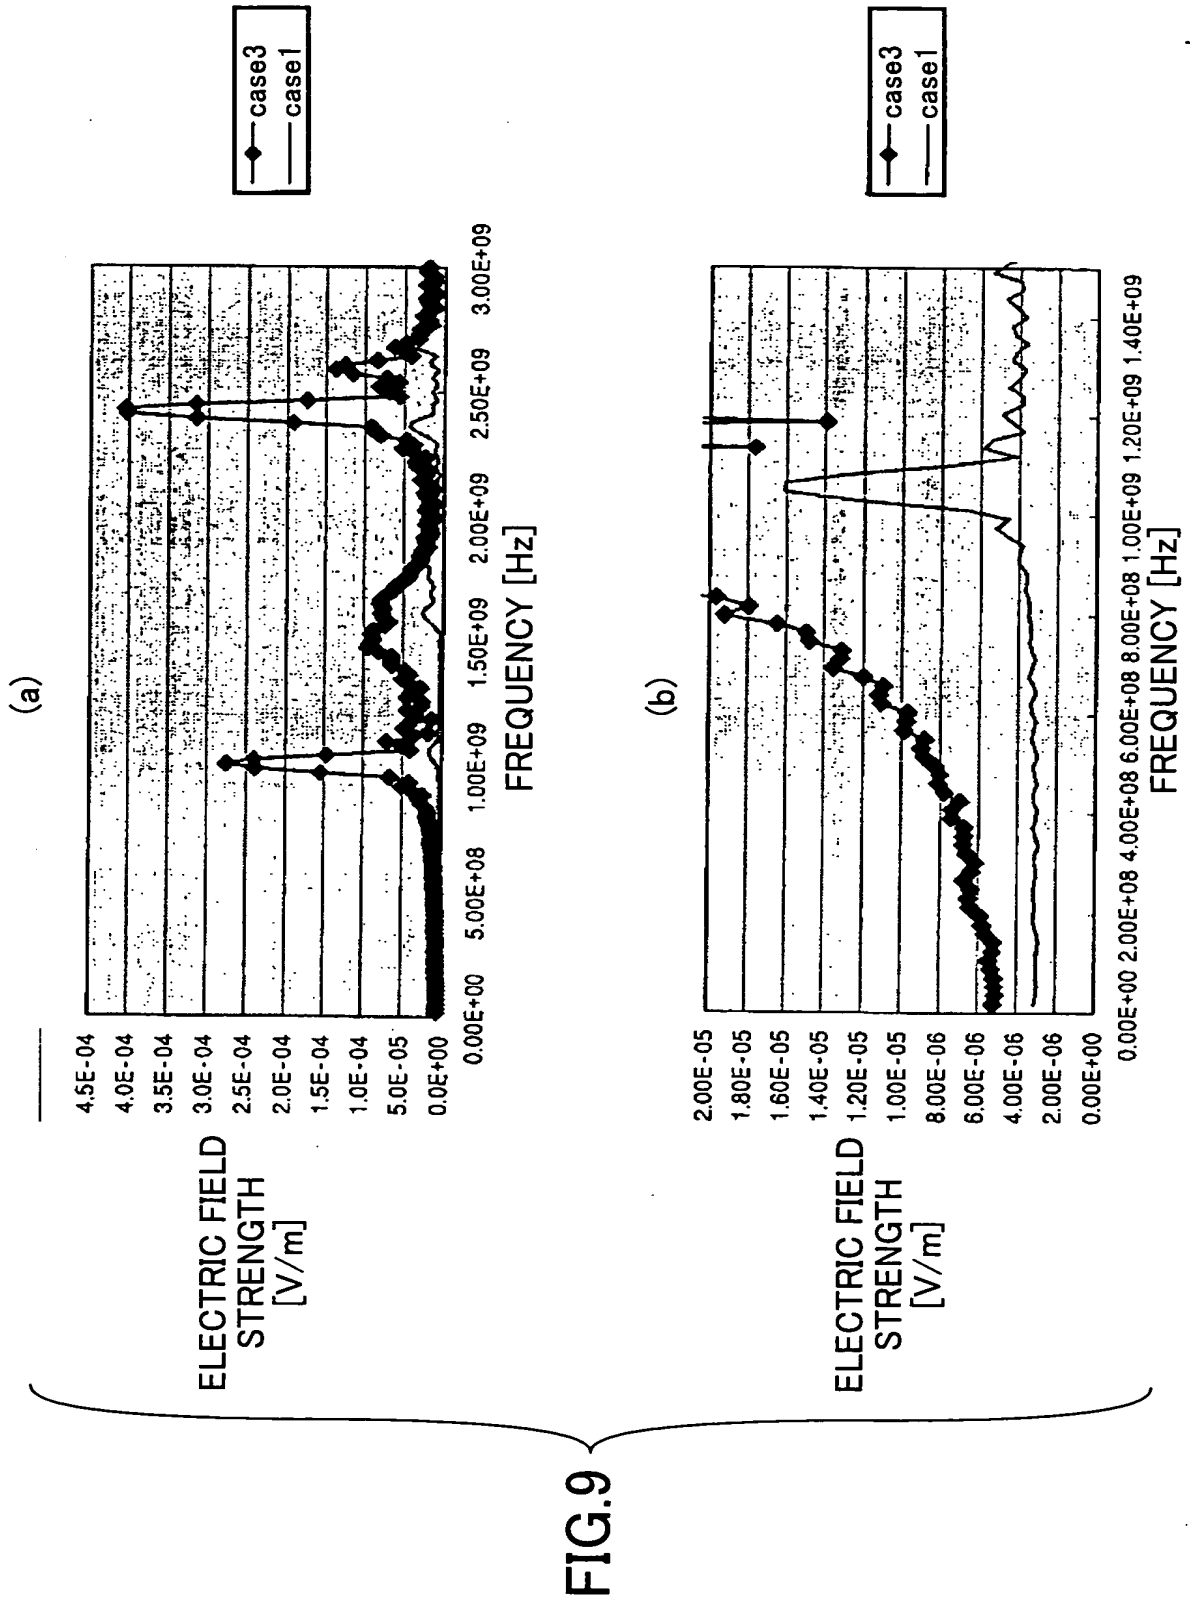 FIG.9
(a)
ELECTRIC FIELD
STRENGTH
[V/m]
4.5E-04
4.0E-04
3.5E-04
3.0E-04
2.5E-04
2.0E-04
1.5E-04
1.0E-04
5.0E-05
0.0E+00
0.00E+00 5.00E+08 1.00E+09 1.50E+09 2.00E+09 2.50E+09 3.00E+09
FREQUENCY [Hz]
case3
case1
(b)
ELECTRIC FIELD
STRENGTH
[V/m]
2.00E-05
1.80E-05
1.60E-05
1.40E-05
1.20E-05
1.00E-05
8.00E-06
6.00E-06
4.00E-06
2.00E-06
0.00E+00
0.00E+00 2.00E+08 4.00E+08 6.00E+08 8.00E+08 1.00E+09 1.20E+09 1.40E+09
FREQUENCY [Hz]
case3
case1